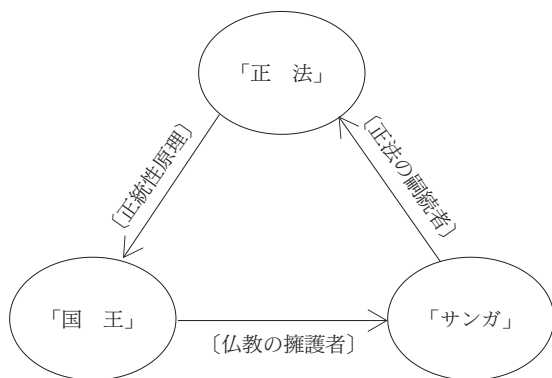 「正　法」
〔正統性原理〕
〔正法の嗣続者〕
「国　王」
「サンガ」
〔仏教の擁護者〕